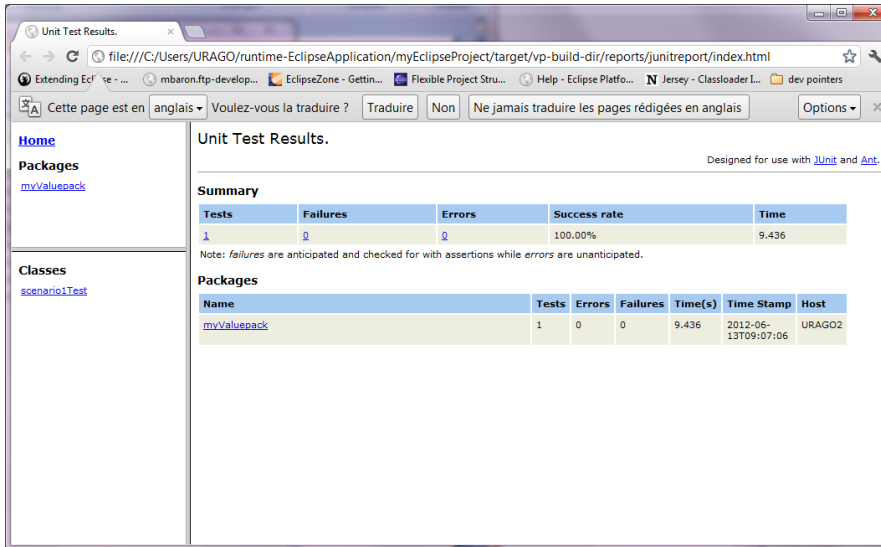 Unit Test Results.
file:///C:/Users/URAGO/runtime-EclipseApplication/myEclipseProject/target/vp-build-dir/reports/junitreport/index.html
Extending Ecl se - ... mbaron.ftp-develop... EclipseZone - Gettin... Flexible Project Stru... Help - Eclipse Platfo... Jersey - Classloader I... dev pointers
Cette page est en anglais Voulez-vous la traduire ? Traduire Non Ne jamais traduire les pages rédigées en anglais Options
Home
Packages
myValuepack
Classes
scenario1Test
Unit Test Results.
Designed for use with JUnit and Ant.
Summary
Tests Failures Errors Success rate Time
1 0 0 100.00% 9.436
Note: failures are anticipated and checked for with assertions while errors are unanticipated.
Packages
Name Tests Errors Failures Time(s) Time Stamp Host
myValuepack 1 0 0 9.436 2012-06-
13T09:07:06 URAGO2